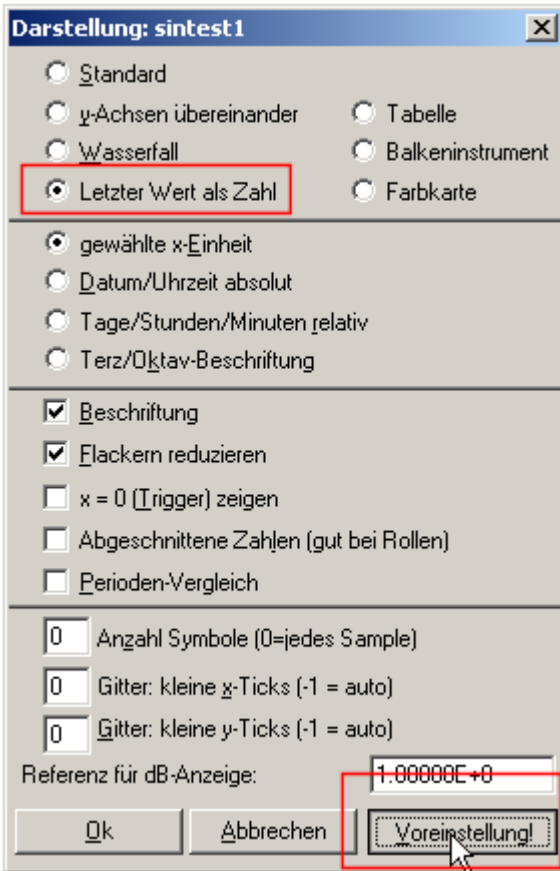 Darstellung: sintest1
Standard
y-Achsen übereinander
Tabelle
Wasserfall
Balkeninstrument
Letzter Wert als Zahl
Farbkarte
gewählte x-Einheit
Datum/Uhrzeit absolut
Tage/Stunden/Minuten relativ
Terz/Oktav-Beschriftung
Beschriftung
Flackern reduzieren
x = 0 (Trigger) zeigen
Abgeschnittene Zahlen (gut bei Rollen)
Perioden-Vergleich
0 Anzahl Symbole (0=jedes Sample)
0 Gitter: kleine x-Ticks (-1 = auto)
0 Gitter: kleine y-Ticks (-1 = auto)
Referenz für dB-Anzeige: 1.00000E+0
Ok
Abbrechen
Voreinstellung!